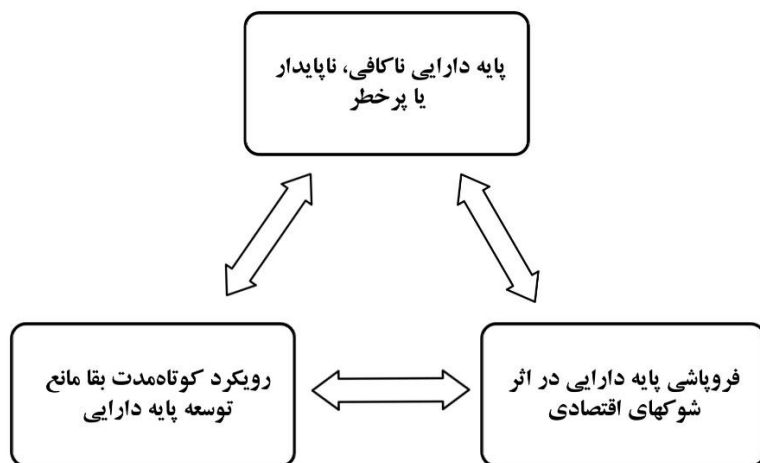 پایه دارایی ناکافی، ناپایدار
یا پرخطر
فروپاشی پایه دارایی در اثر
شوکهای اقتصادی
رویکرد کوتاه‌مدت بقا مانع
توسعه پایه دارایی